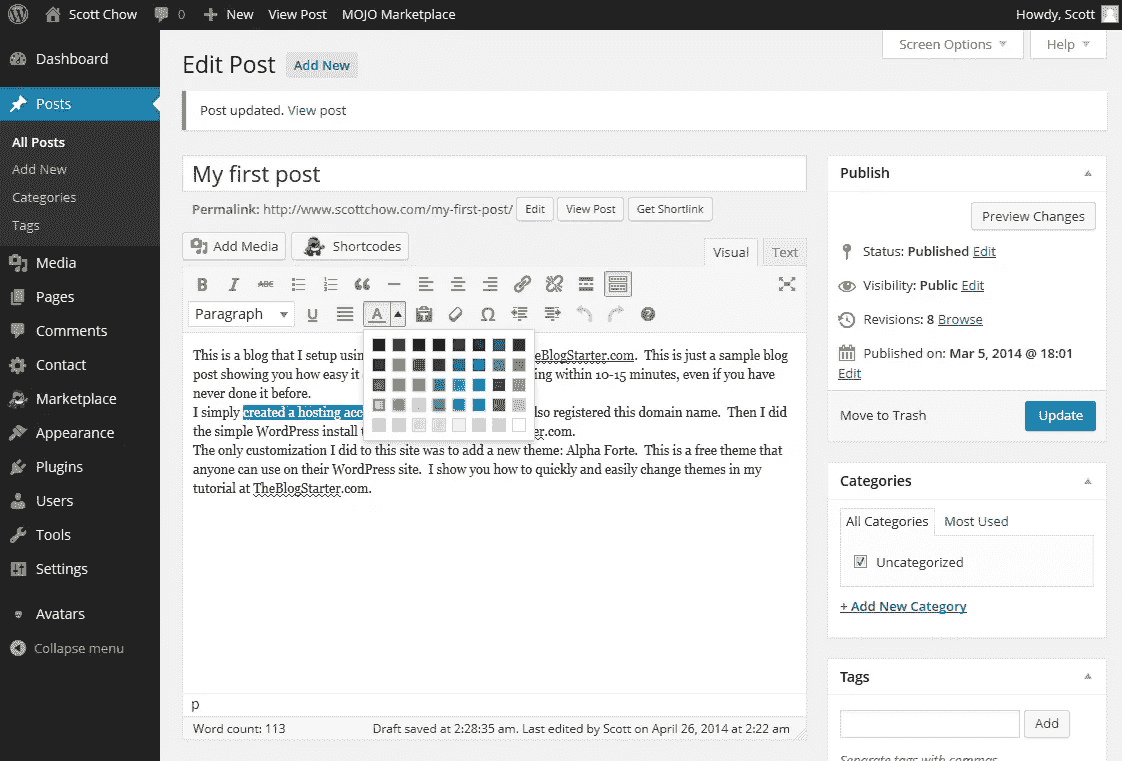 Scott Chow 0 New View Post MOJO Marketplace Howdy, Scott
Dashboard
Posts
All Posts
Add New
Categories
Tags
Media
Pages
Comments
Contact
Marketplace
Appearance
Plugins
Users
Tools
Settings
Avatars
Collapse menu
Screen Options Help
Edit Post Add New
Post updated. View post
My first post
Permalink: http://www.scottchow.com/my-first-post/ Edit View Post Get Shortlink
Add Media Shortcodes
Visual Text
B I ABC
Paragraph U A Ω
This is a blog that I setup usin eBlogStarter.com. This is just a sample blog
post showing you how easy it ing within 10-15 minutes, even if you have
never done it before.
I simply created a hosting acc lso registered this domain name. Then I did
the simple WordPress install er.com.
The only customization I did to this site was to add a new theme: Alpha Forte. This is a free theme that
anyone can use on their WordPress site. I show you how to quickly and easily change themes in my
tutorial at TheBlogStarter.com.
p
Word count: 113 Draft saved at 2:28:35 am. Last edited by Scott on April 26, 2014 at 2:22 am
Publish
Preview Changes
Status: Published Edit
Visibility: Public Edit
Revisions: 8 Browse
Published on: Mar 5, 2014 @ 18:01
Edit
Move to Trash Update
Categories
All Categories Most Used
Uncategorized
+ Add New Category
Tags
Add
Separate tags with commas